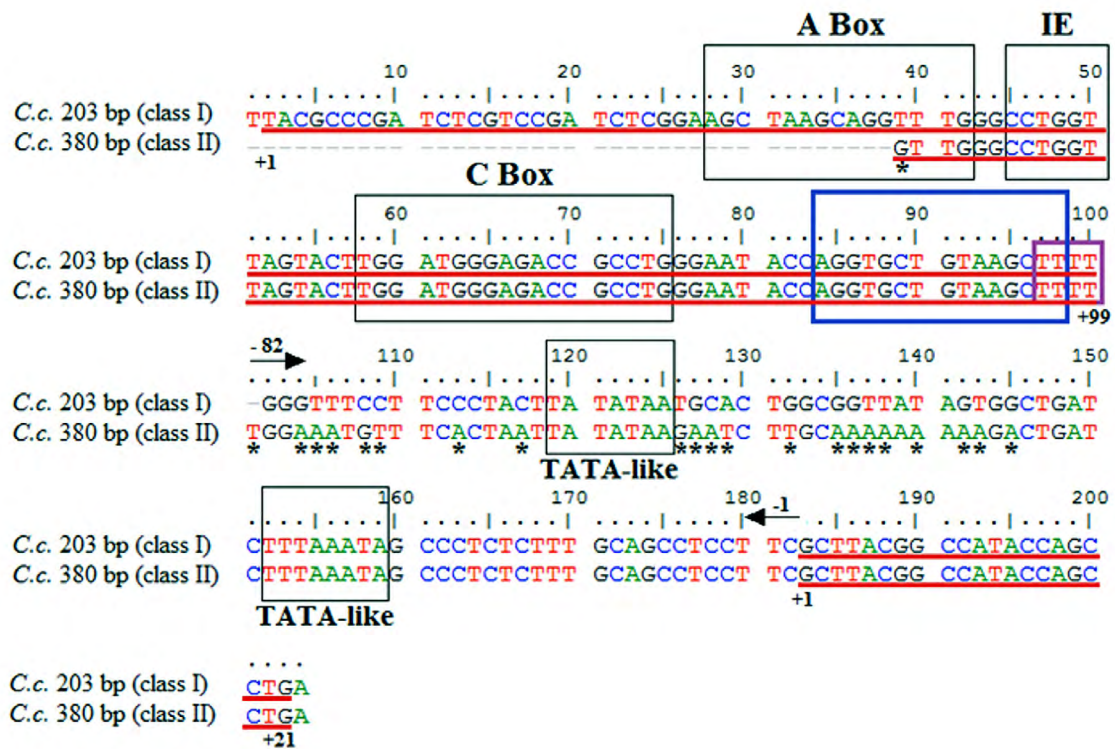 A Box IE
10 20 30 40 50
....|....| ....|....| ....|....| ....|....| ....|....|
C.c. 203 bp (class I) TTACGCCCGA TCTCGTCCGA TCTCGGAAGC TAAGCAGGTT TGGGCCTGGT
C.c. 380 bp (class II) ---------- ---------- ---------- --------GT TGGGCCTGGT
+1 *
C Box
60 70 80 90 100
....|....| ....|....| ....|....| ....|....| ....|....|
C.c. 203 bp (class I) TAGTACTTGG ATGGGAGACC GCCTGGGAAT ACCAGGTGCT GTAAGCTTTT
C.c. 380 bp (class II) TAGTACTTGG ATGGGAGACC GCCTGGGAAT ACCAGGTGCT GTAAGCTTTT
+99
- 82
110 120 130 140 150
....|....| ....|....| ....|....| ....|....| ....|....|
C.c. 203 bp (class I) -GGGTTTCCT TCCCTACTTA TATAATGCAC TGGCGGTTAT AGTGGCTGAT
C.c. 380 bp (class II) TGGAAATGTT TCACTAATTA TATAAGAATC TTGCAAAAAA AAAGACTGAT
* *** ** * * **** * **** * ** *
TATA-like
160 170 180 -1 190 200
....|....| ....|....| ....|....| ....|....| ....|....|
C.c. 203 bp (class I) CTTTAAATAG CCCTCTCTTT GCAGCCTCCT TCGCTTACGG CCATACCAGC
C.c. 380 bp (class II) CTTTAAATAG CCCTCTCTTT GCAGCCTCCT TCGCTTACGG CCATACCAGC
TATA-like +1
....
C.c. 203 bp (class I) CTGA
C.c. 380 bp (class II) CTGA
+21